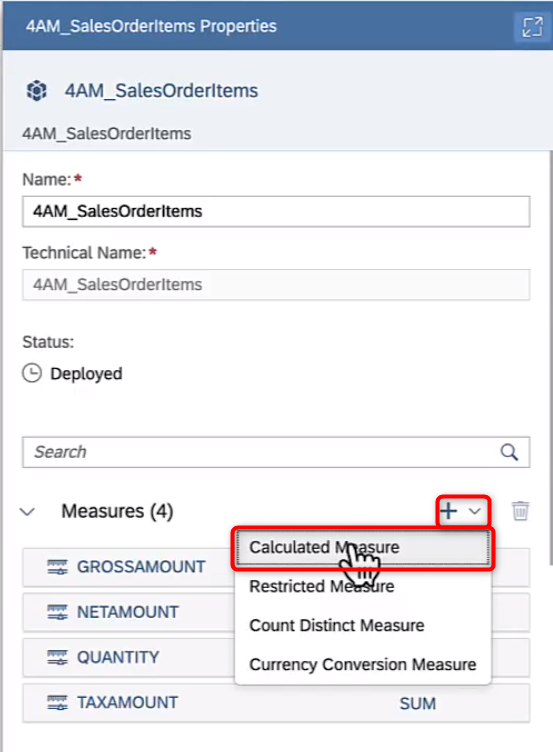 4AM_SalesOrderItems Properties
4AM_SalesOrderItems
4AM_SalesOrderItems
Name:*
4AM_SalesOrderItems
Technical Name:*
4AM_SalesOrderItems
Status:
Deployed
Search
Measures (4)
Calculated Measure
GROSSAMOUNT
Restricted Measure
NETAMOUNT
Count Distinct Measure
QUANTITY
Currency Conversion Measure
TAXAMOUNT SUM